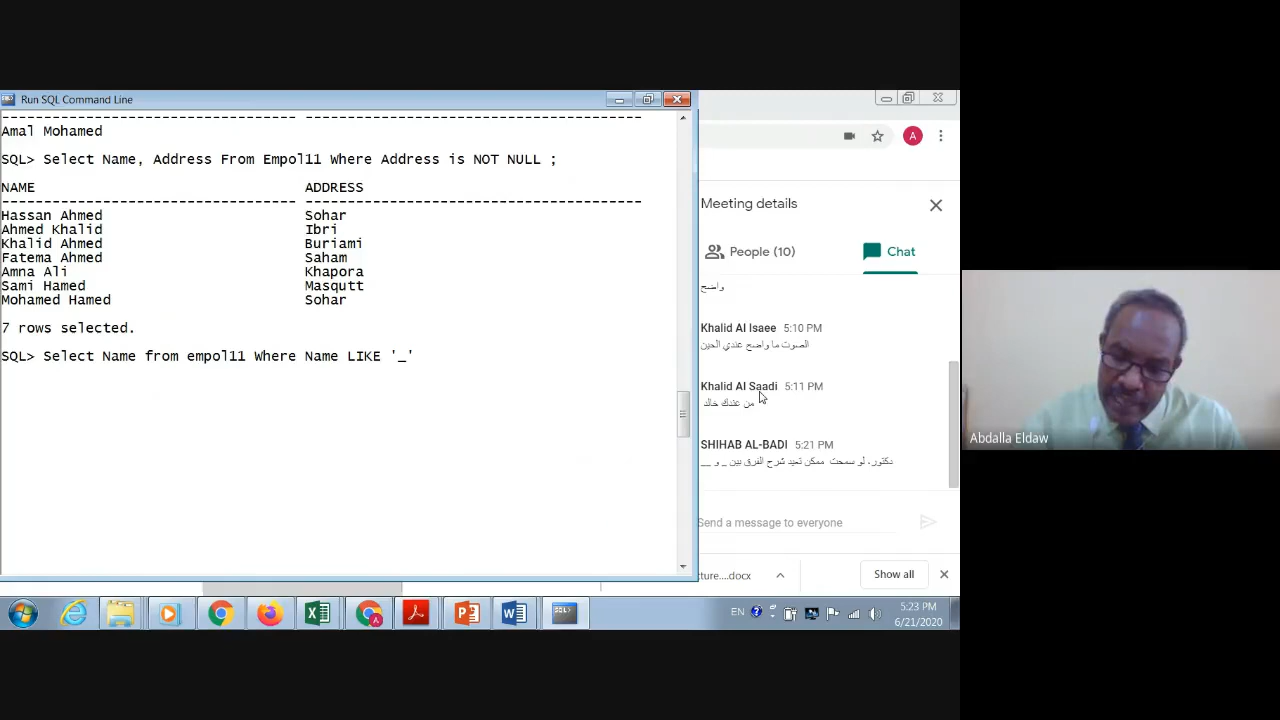 Run SQL Command Line
--------------------------------- ----------------------------------------
Amal Mohamed
SQL> Select Name, Address From Empol11 Where Address is NOT NULL ;
NAME ADDRESS
--------------------------------- ----------------------------------------
Hassan Ahmed Sohar
Ahmed Khalid Ibri
Khalid Ahmed Buriami
Fatema Ahmed Saham
Amna Ali Khapora
Sami Hamed Masqutt
Mohamed Hamed Sohar
7 rows selected.
SQL> Select Name from empol11 Where Name LIKE '_'
A
Meeting details
People (10) Chat
واضح
Khalid Al Isaee 5:10 PM
الصوت ما واضح عندي الحين
Khalid Al Saadi 5:11 PM
من عندك خالد
SHIHAB AL-BADI 5:21 PM
دكتور. لو سمحت ممكن تعيد شرح الفرق بين _ و __
Send a message to everyone
cture....docx Show all
EN 5:23 PM
6/21/2020
Abdalla Eldaw